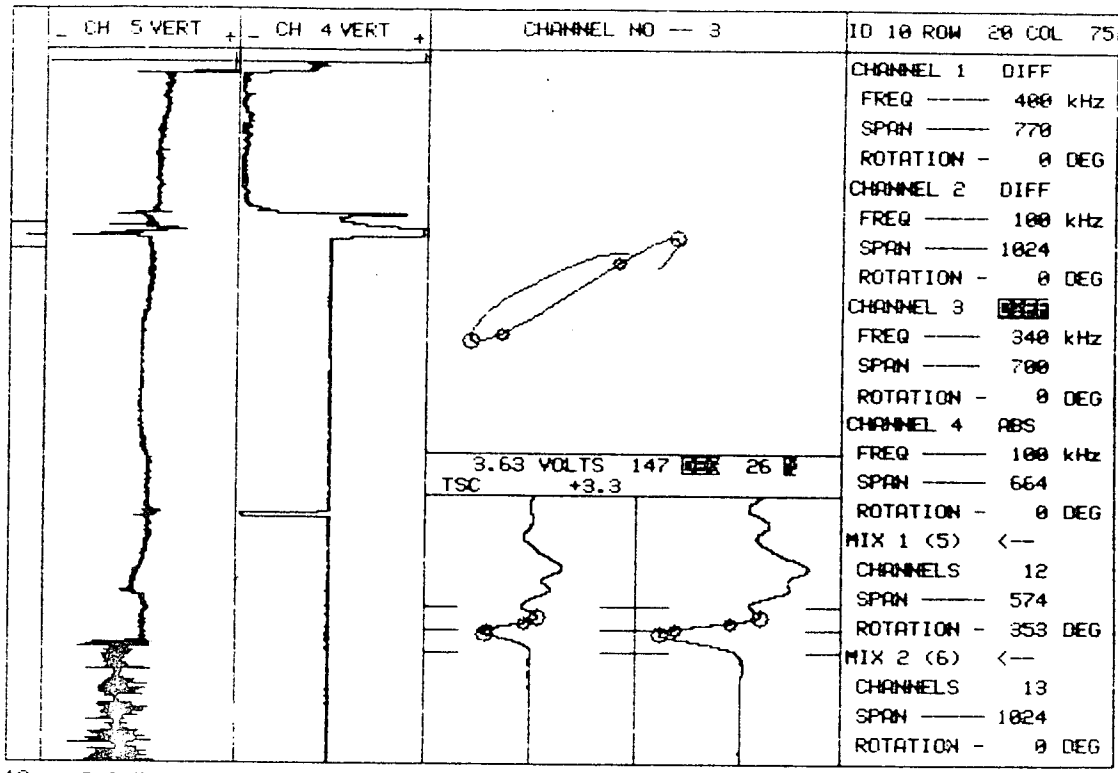 _ CH 5 VERT +
_ CH 4 VERT +
CHANNEL NO -- 3
ID 10 ROW 20 COL 75
CHANNEL 1 DIFF
FREQ ----- 400 kHz
SPAN ----- 770
ROTATION - 0 DEG
CHANNEL 2 DIFF
FREQ ----- 100 kHz
SPAN ----- 1024
ROTATION - 0 DEG
CHANNEL 3 DIFF
FREQ ----- 340 kHz
SPAN ----- 700
ROTATION - 0 DEG
CHANNEL 4 ABS
FREQ ----- 100 kHz
SPAN ----- 664
ROTATION - 0 DEG
MIX 1 (5) <--
CHANNELS 12
SPAN ----- 574
ROTATION - 353 DEG
MIX 2 (6) <--
CHANNELS 13
SPAN ----- 1024
ROTATION - 0 DEG
3.63 VOLTS 147 26
TSC +3.3